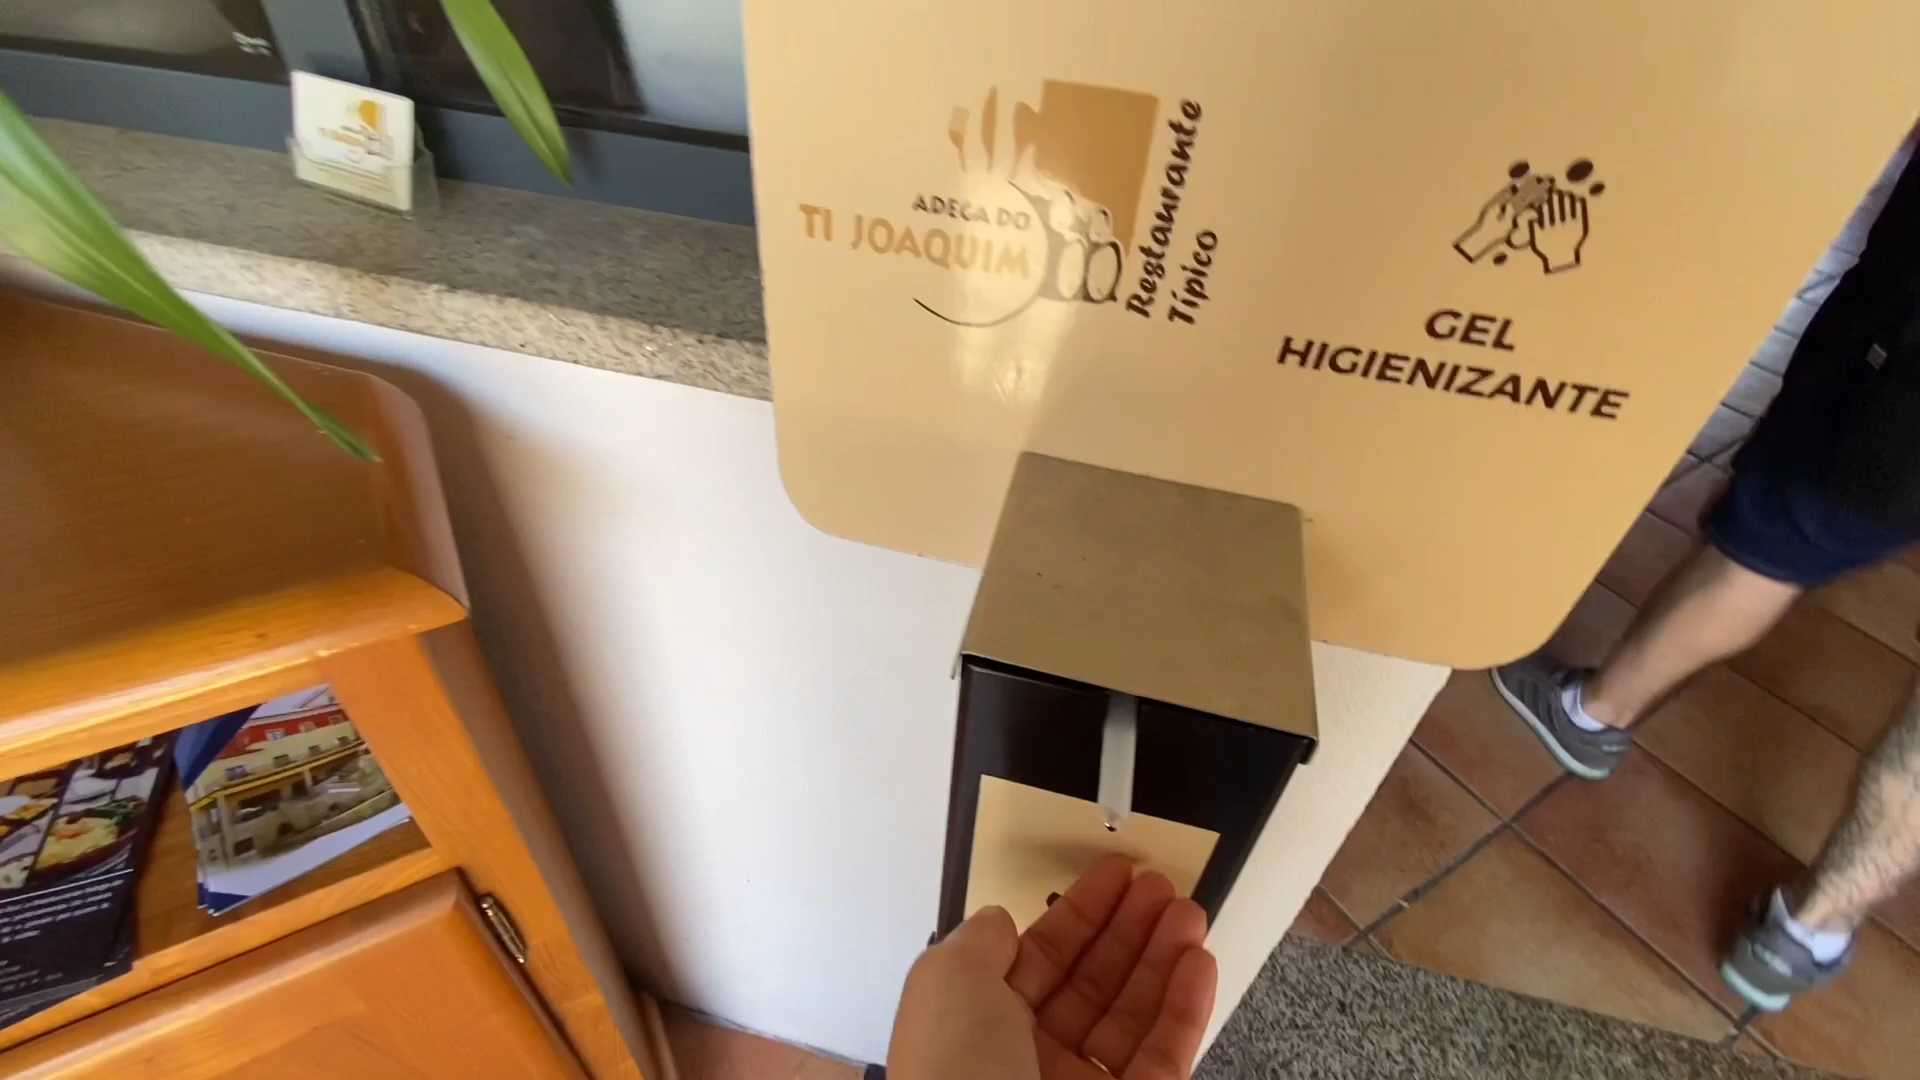 ADEGA DO
TI JOAQUIM
Restaurante
Típico
GEL
HIGIENIZANTE